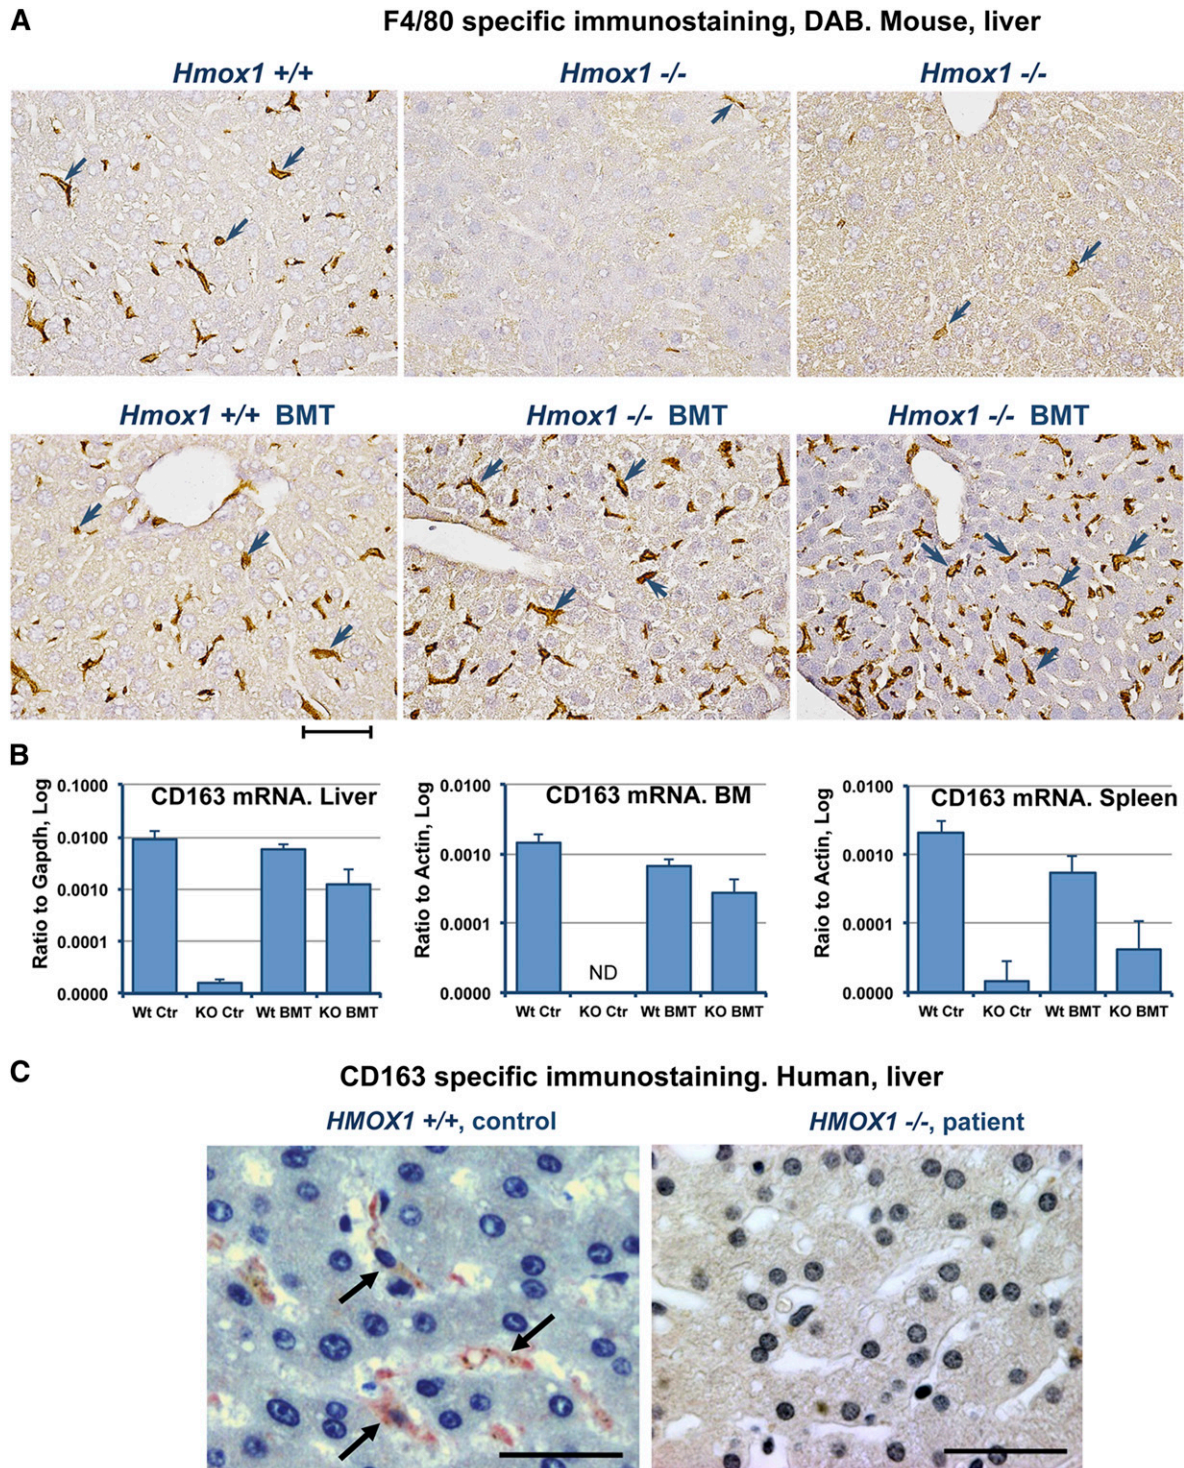 A
F4/80 specific immunostaining, DAB. Mouse, liver
Hmox1 +/+
Hmox1 -/-
Hmox1 -/-
Hmox1 +/+ BMT
Hmox1 -/- BMT
Hmox1 -/- BMT
B
Ratio to Gapdh, Log
CD163 mRNA. Liver
0.1000
0.0100
0.0010
0.0001
0.0000
Wt Ctr KO Ctr Wt BMT KO BMT
Ratio to Actin, Log
CD163 mRNA. BM
0.0100
0.0010
0.0001
0.0000
ND
Wt Ctr KO Ctr Wt BMT KO BMT
Raio to Actin, Log
CD163 mRNA. Spleen
0.0100
0.0010
0.0001
0.0000
Wt Ctr KO Ctr Wt BMT KO BMT
C
CD163 specific immunostaining. Human, liver
HMOX1 +/+, control
HMOX1 -/-, patient